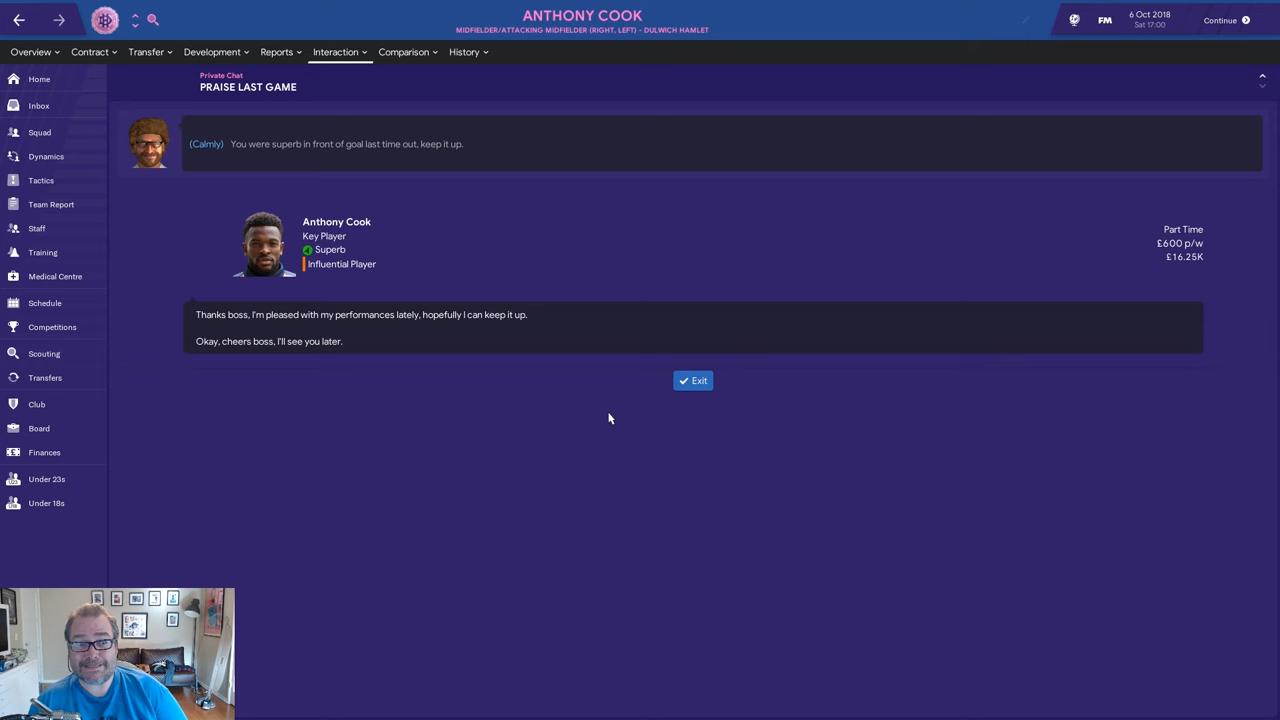 ANTHONY COOK
MIDFIELDER/ATTACKING MIDFIELDER (RIGHT, LEFT) - DULWICH HAMLET
FM
6 Oct 2018
Sat 17:00
Continue
Overview
Contract
Transfer
Development
Reports
Interaction
Comparison
History
Home
Inbox
Squad
Dynamics
Tactics
Team Report
Staff
Training
Medical Centre
Schedule
Competitions
Scouting
Transfers
Club
Board
Finances
Under 23s
Under 18s
Private Chat
PRAISE LAST GAME
(Calmly) You were superb in front of goal last time out, keep it up.
Anthony Cook
Key Player
Superb
Influential Player
Part Time
£600 p/w
£16.25K
Thanks boss, I'm pleased with my performances lately, hopefully I can keep it up.
Okay, cheers boss, I'll see you later.
Exit